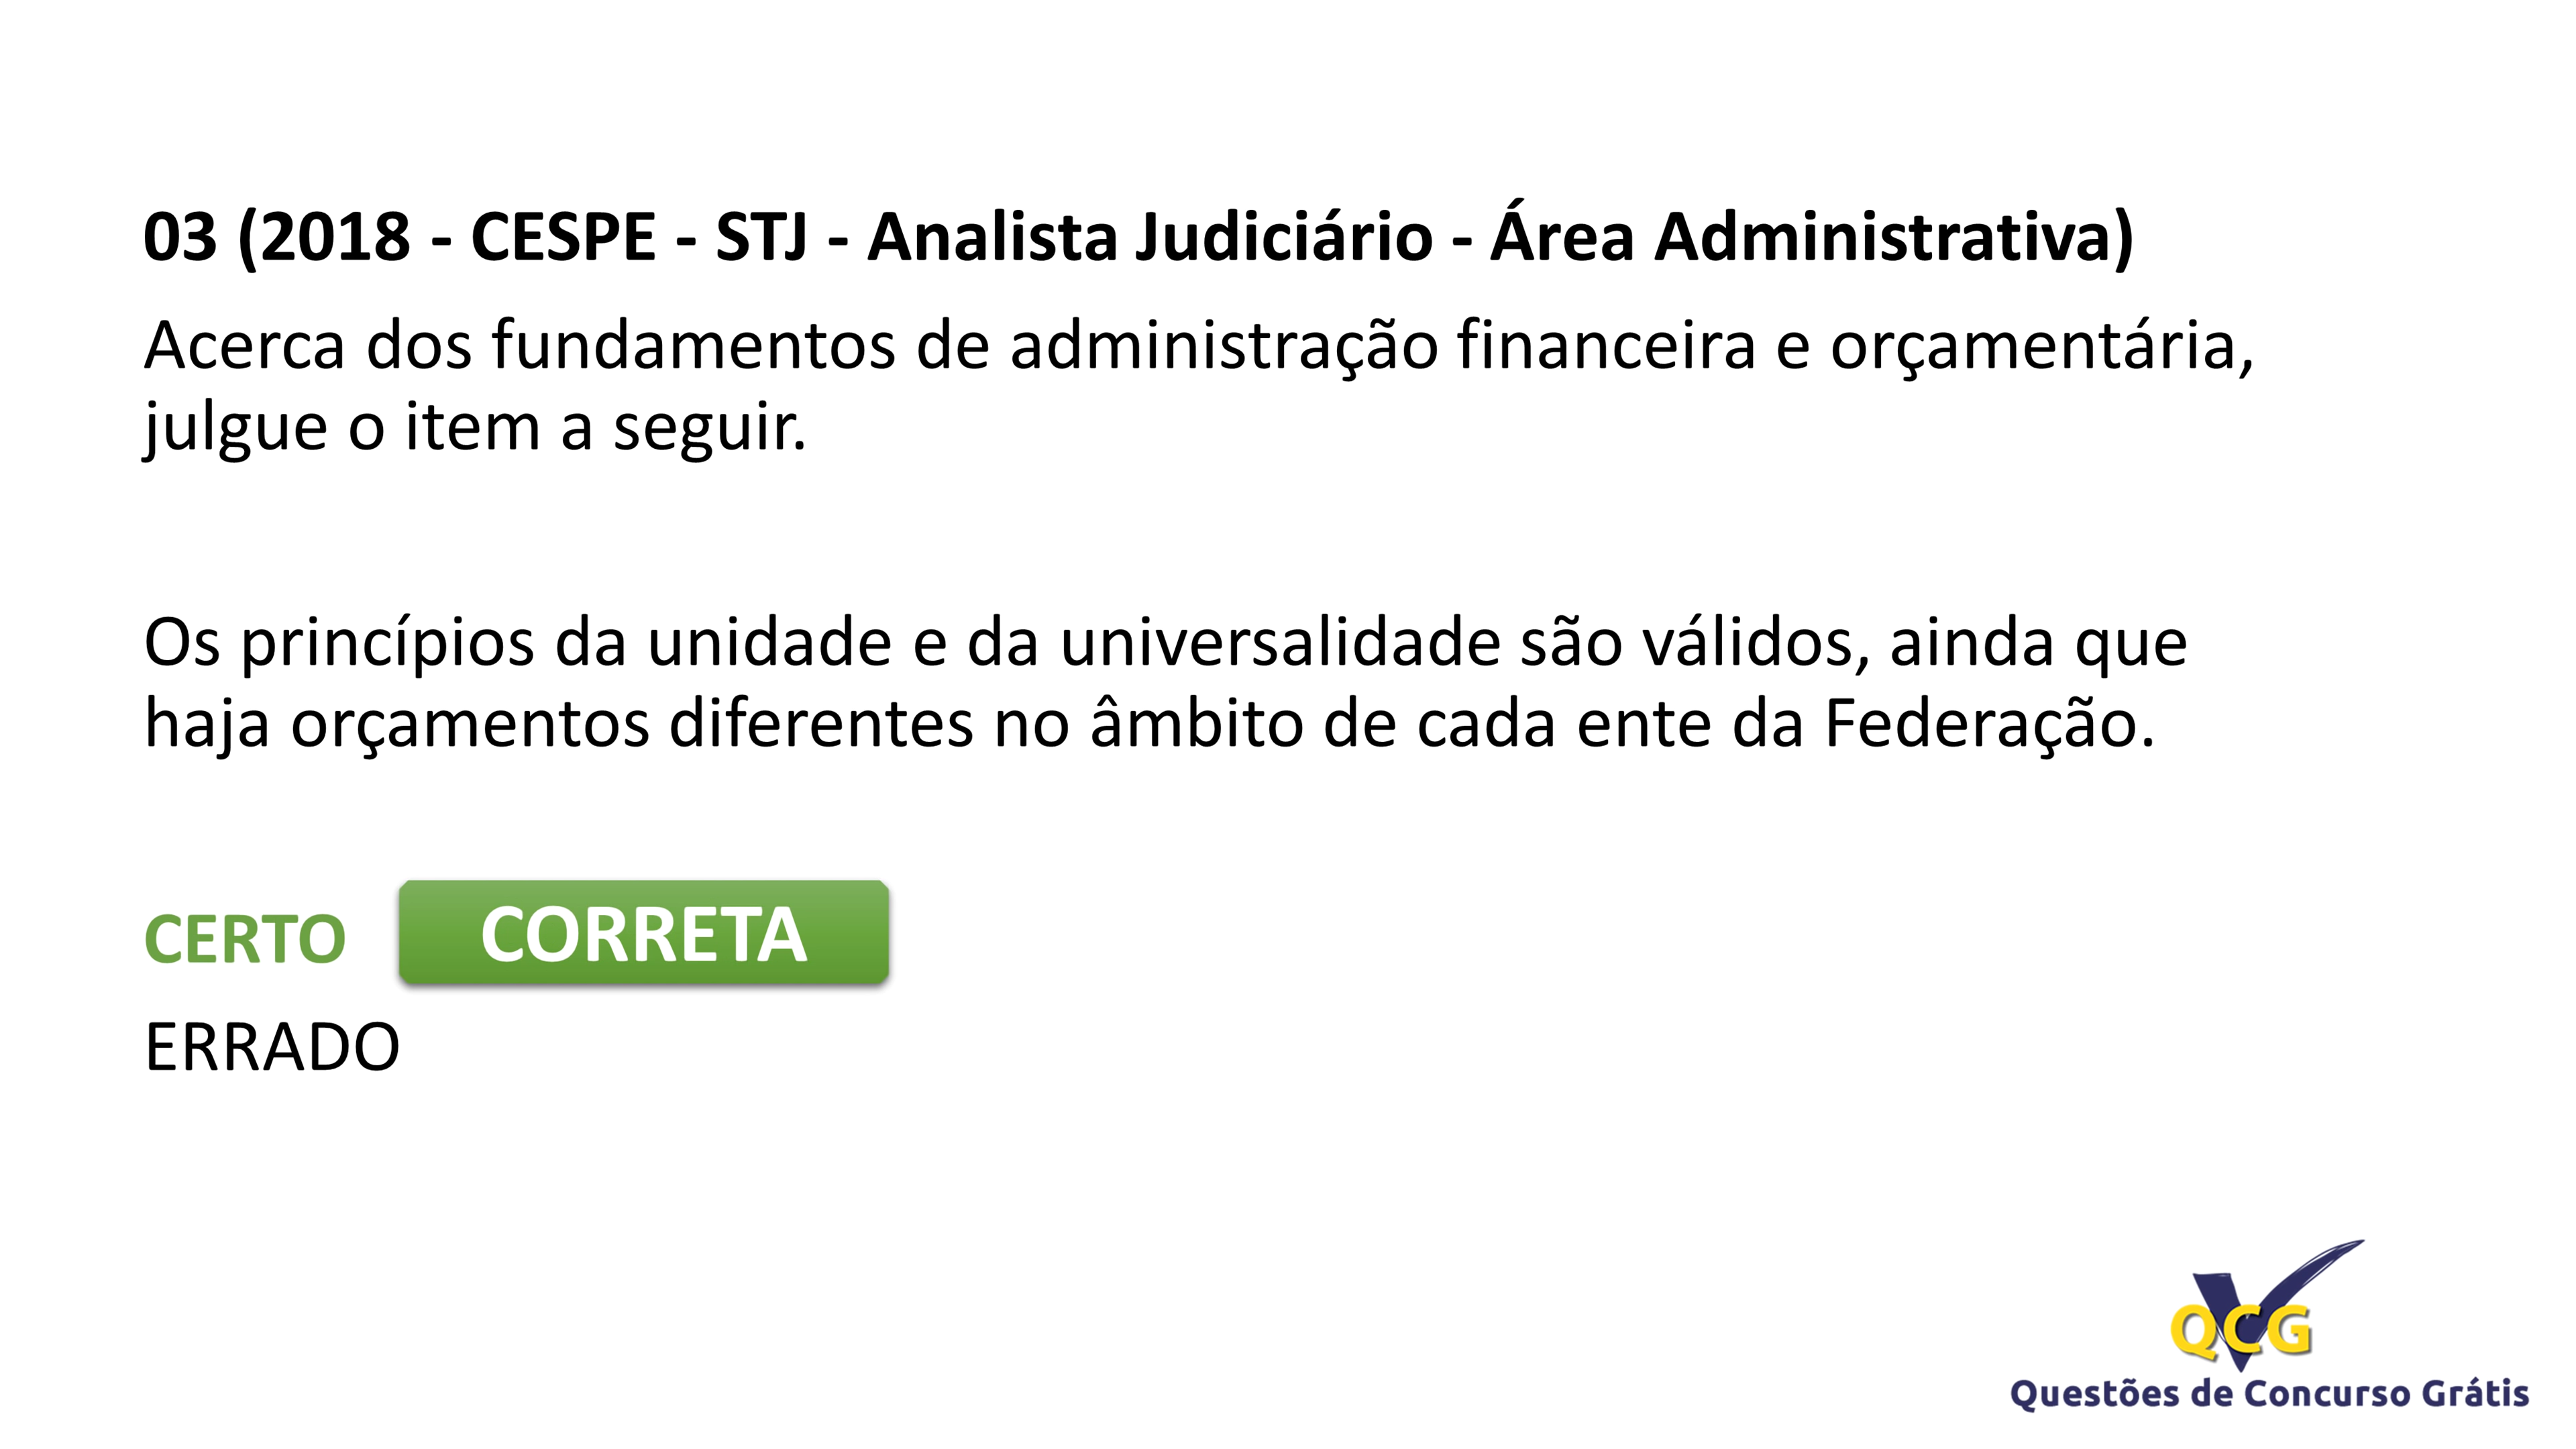 03 (2018 - CESPE - STJ - Analista Judiciário - Área Administrativa)
Acerca dos fundamentos de administração financeira e orçamentária,
julgue o item a seguir.
Os princípios da unidade e da universalidade são válidos, ainda que
haja orçamentos diferentes no âmbito de cada ente da Federação.
CERTO CORRETA
ERRADO
QCG
Questões de Concurso Grátis